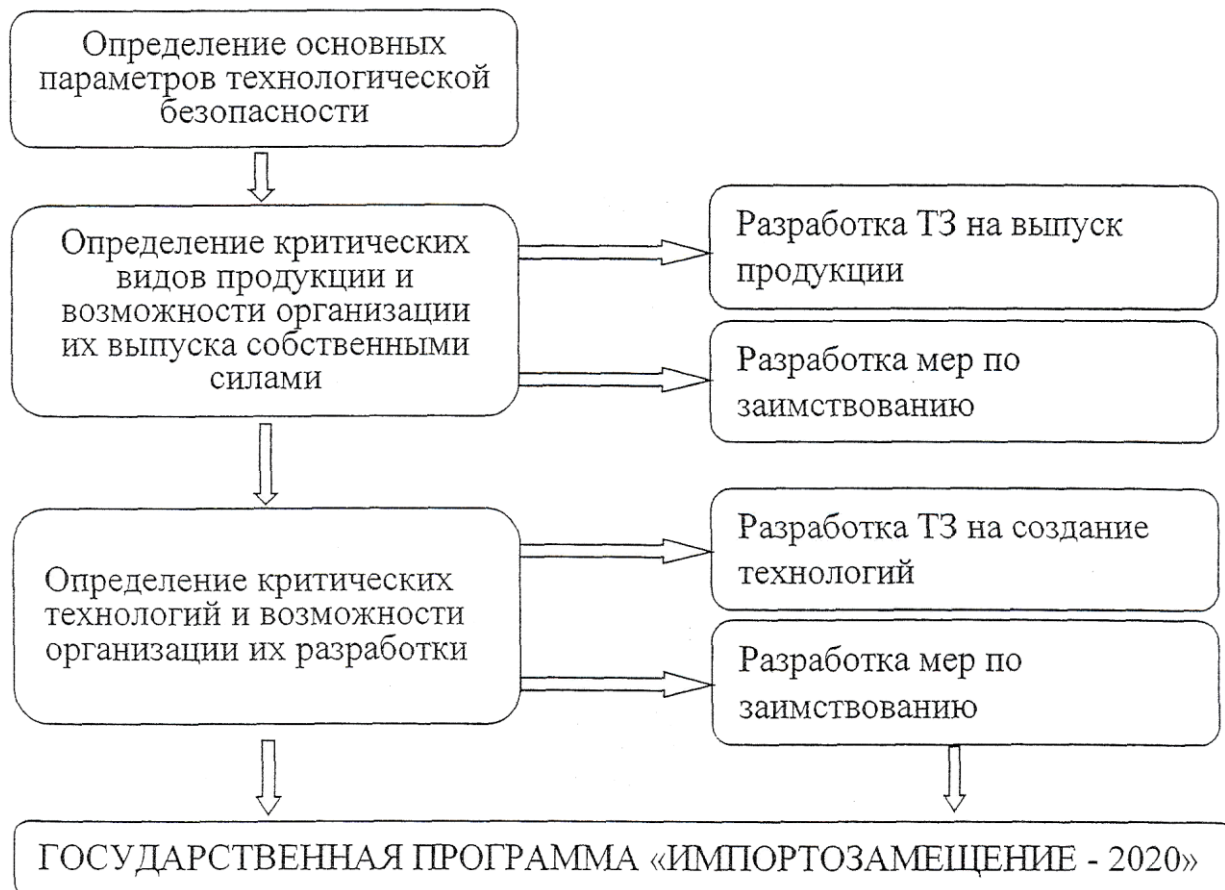 Определение основных
параметров технологической
безопасности
Определение критических
видов продукции и
возможности организации
их выпуска собственными
силами
Разработка ТЗ на выпуск
продукции
Разработка мер по
заимствованию
Определение критических
технологий и возможности
организации их разработки
Разработка ТЗ на создание
технологий
Разработка мер по
заимствованию
ГОСУДАРСТВЕННАЯ ПРОГРАММА «ИМПОРТОЗАМЕЩЕНИЕ - 2020»